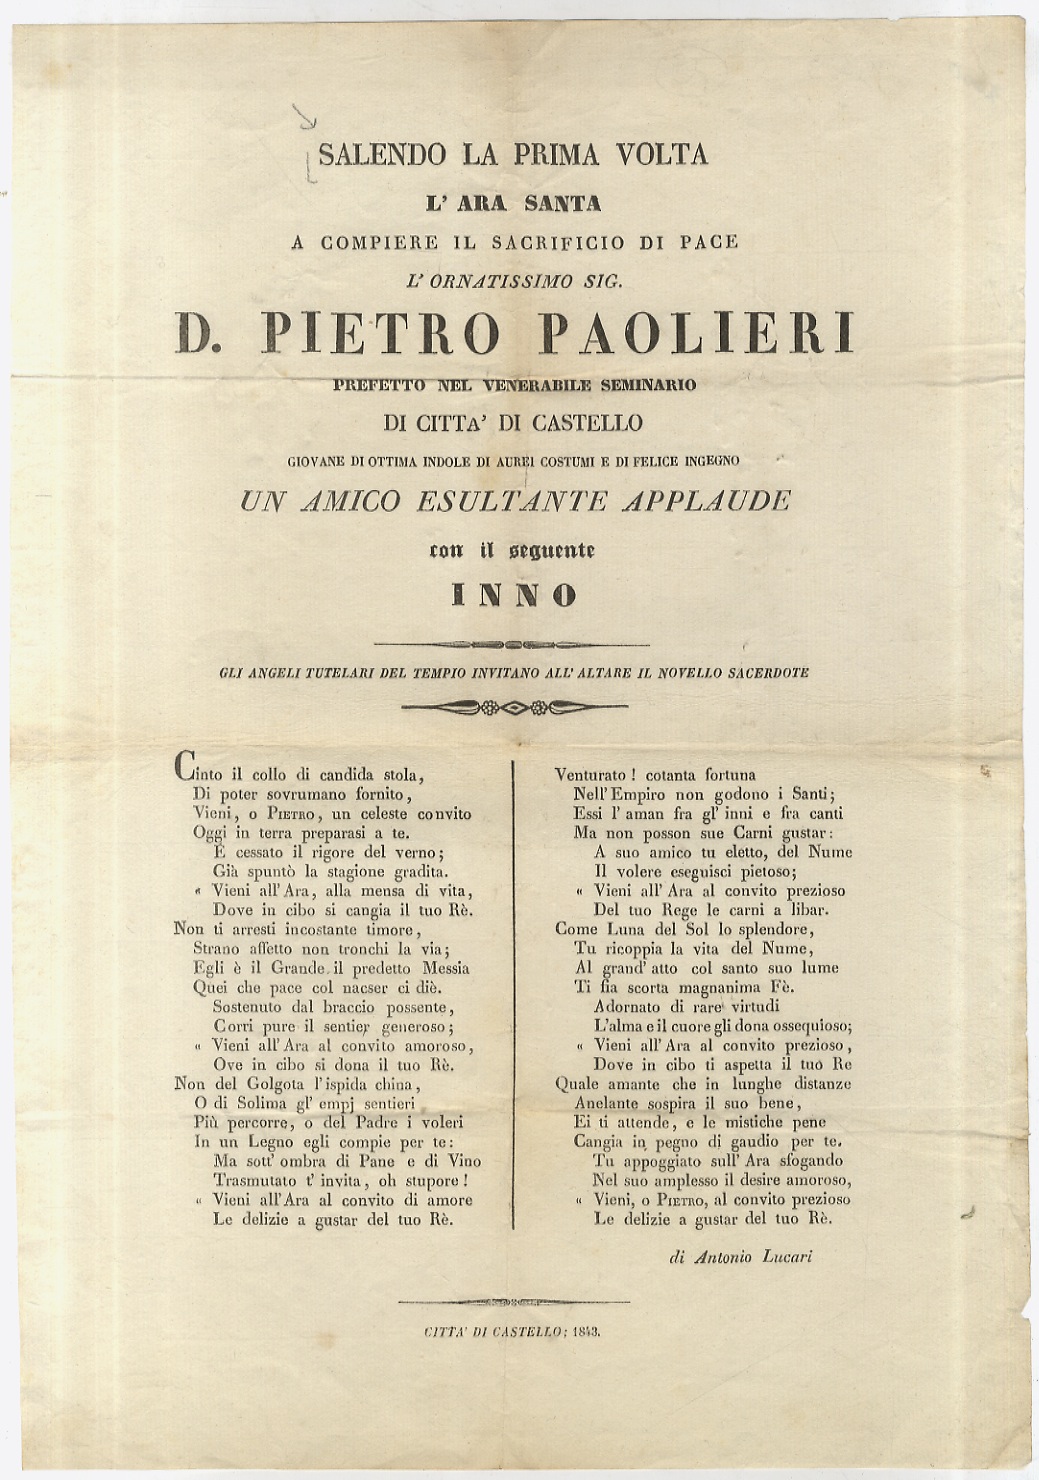 SALENDO LA PRIMA VOLTA
L' ARA SANTA
A COMPIERE IL SACRIFICIO DI PACE
L' ORNATISSIMO SIG.
D. PIETRO PAOLIERI
PREFETTO NEL VENERABILE SEMINARIO
DI CITTA' DI CASTELLO
GIOVANE DI OTTIMA INDOLE DI AUREI COSTUMI E DI FELICE INGEGNO
UN AMICO ESULTANTE APPLAUDE
con il seguente
INNO
GLI ANGELI TUTELARI DEL TEMPIO INVITANO ALL' ALTARE IL NOVELLO SACERDOTE
Cinto il collo di candida stola,
Di poter sovrumano fornito,
Vieni, o PIETRO, un celeste convito
Oggi in terra preparasi a te.
È cessato il rigore del verno;
Già spuntò la stagione gradita.
« Vieni all' Ara, alla mensa di vita,
Dove in cibo si cangia il tuo Rè.
Non ti arresti incostante timore,
Strano affetto non tronchi la via;
Egli è il Grande il predetto Messia
Quei che pace col nacser ci diè.
Sostenuto dal braccio possente,
Corri pure il sentier generoso;
« Vieni all' Ara al convito amoroso,
Ove in cibo si dona il tuo Rè.
Non del Golgota l'ispida china,
O di Solima gl' empj sentieri
Più percorre, o del Padre i voleri
In un Legno egli compie per te:
Ma sott' ombra di Pane e di Vino
Trasmutato t' invita, oh stupore!
« Vieni all'Ara al convito di amore
Le delizie a gustar del tuo Rè.
Venturato! cotanta fortuna
Nell' Empiro non godono i Santi;
Essi l' aman fra gl' inni e fra canti
Ma non posson sue Carni gustar:
A suo amico tu eletto, del Nume
Il volere eseguisci pietoso;
« Vieni all' Ara al convito prezioso
Del tuo Rege le carni a libar.
Come Luna del Sol lo splendore,
Tu ricoppia la vita del Nume,
Al grand' atto col santo suo lume
Ti fia scorta magnanima Fè.
Adornato di rare virtudi
L'alma e il cuore gli dona ossequioso;
« Vieni all' Ara al convito prezioso,
Dove in cibo ti aspetta il tuo Re
Quale amante che in lunghe distanze
Anelante sospira il suo bene,
Ei ti attende, e le mistiche pene
Cangia in pegno di gaudio per te.
Tu appoggiato sull' Ara sfogando
Nel suo amplesso il desire amoroso,
« Vieni, o PIETRO, al convito prezioso
Le delizie a gustar del tuo Rè.
di Antonio Lucari
CITTA' DI CASTELLO; 1843.